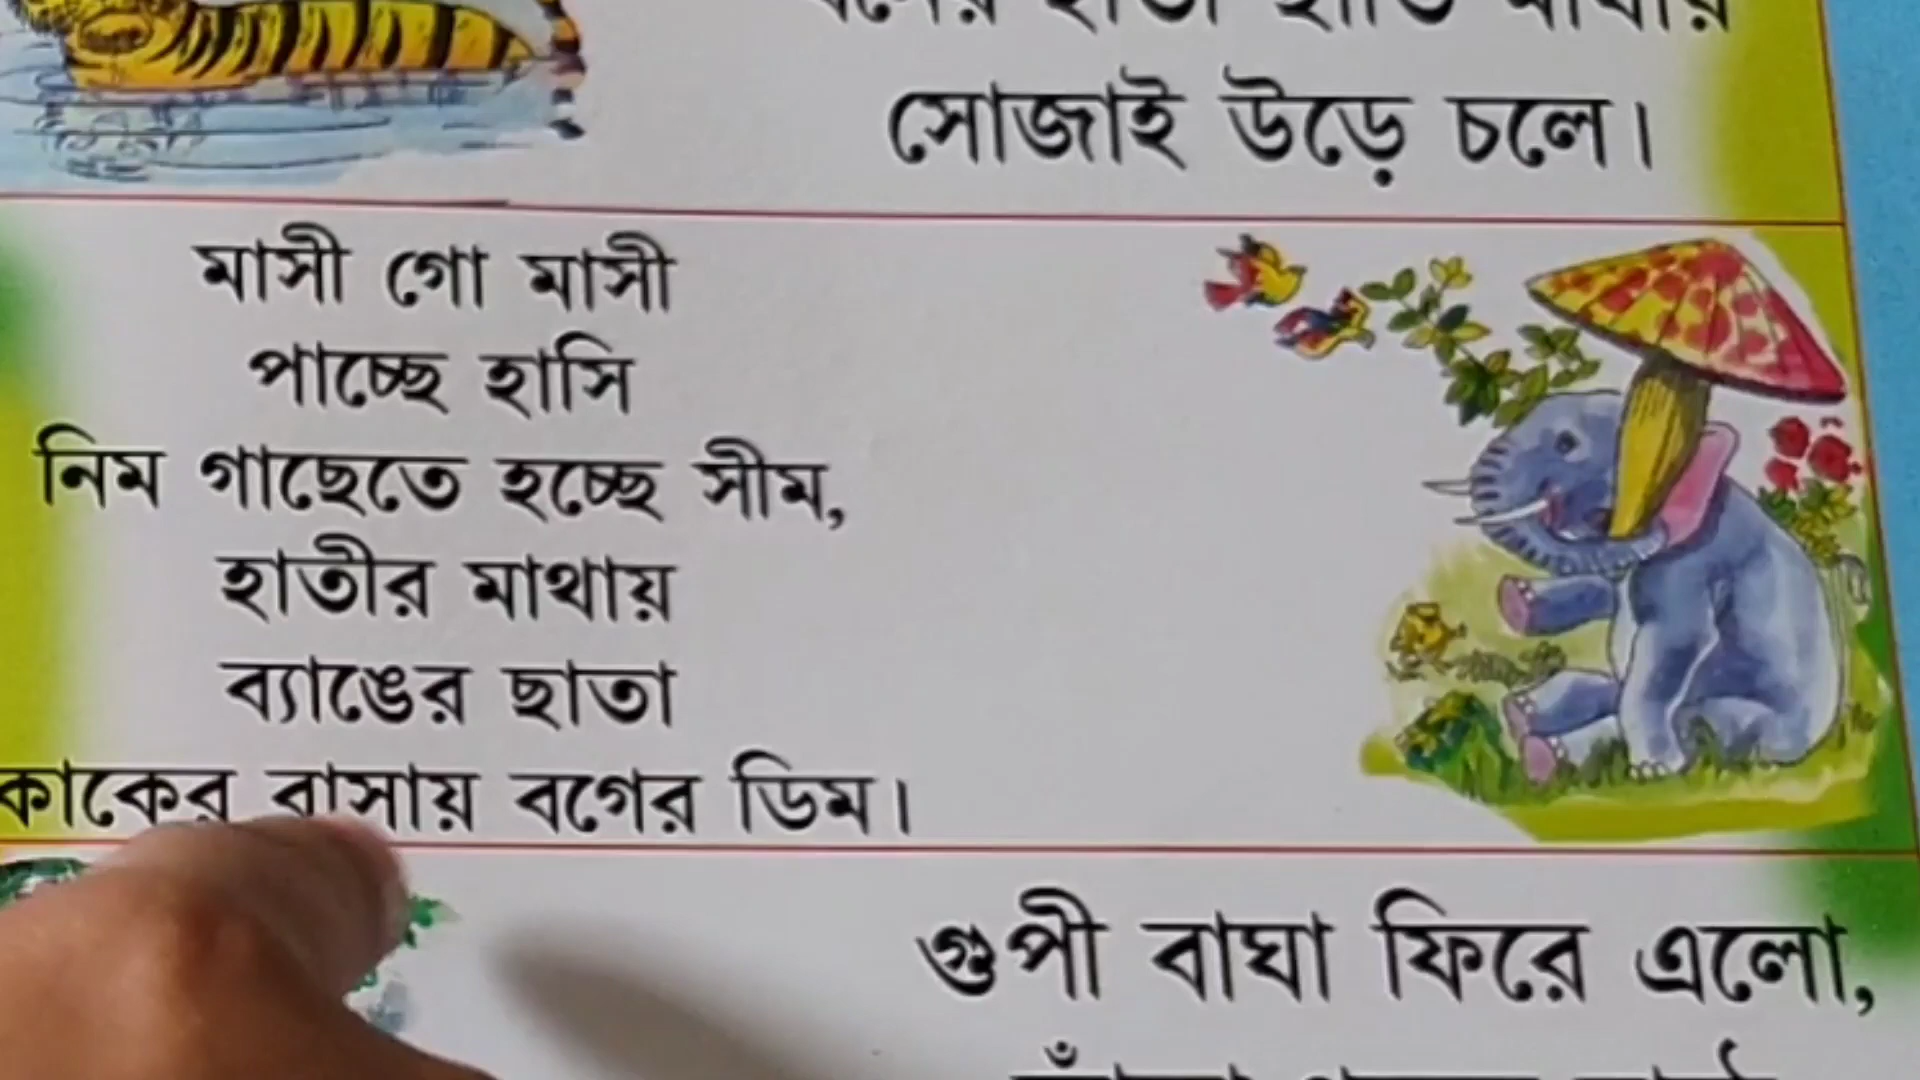 সোজাই উড়ে চলে।
মাসী গো মাসী
পাচ্ছে হাসি
নিম গাছেতে হচ্ছে সীম,
হাতীর মাথায়
ব্যাঙের ছাতা
কাকের বাসায় বগের ডিম।
গুপী বাঘা ফিরে এলো,